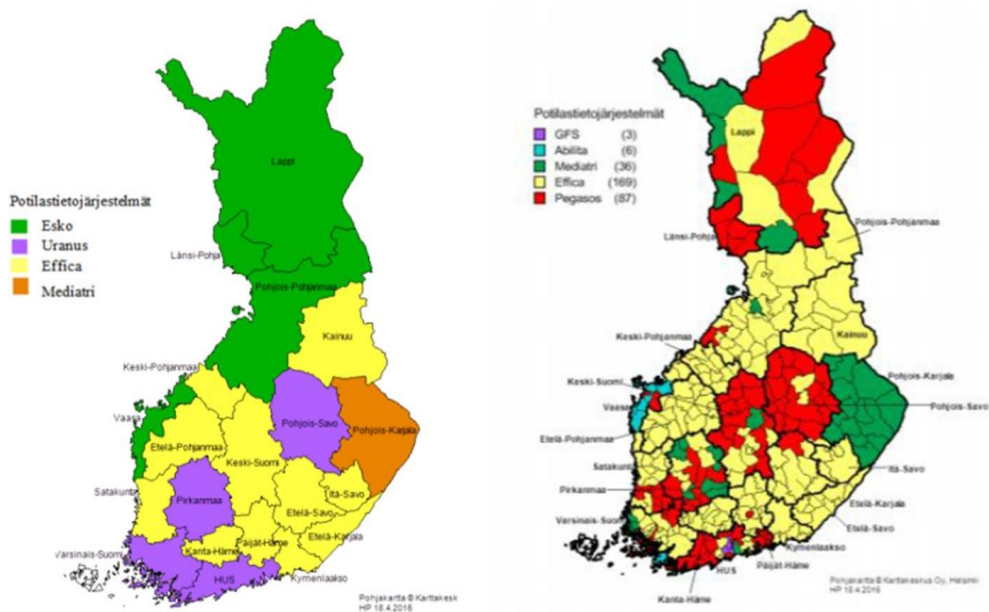 Potilastietojärjestelmät
Esko
Uranus
Effica
Mediatri
Lappi
Länsi-Pohja
Pohjois-Pohjanmaa
Kainuu
Keski-Pohjanmaa
Vaasa
Pohjois-Savo
Pohjois-Karjala
Etelä-Pohjanmaa
Keski-Suomi
Itä-Savo
Satakunta
Pirkanmaa
Etelä-Savo
Etelä-Karjala
Päijät-Häme
Kanta-Häme
Varsinais-Suomi
HUS
Kymenlaakso
Pohjakartta © Karttakesk
HP 18.4.2016
Potilastietojärjestelmät
GFS (3)
Abilita (6)
Mediatri (36)
Effica (169)
Pegasos (87)
Lappi
Länsi-Pohja
Pohjois-Pohjanmaa
Keski-Pohjanmaa
Kainuu
Keski-Suomi
Pohjois-Karjala
Vaasa
Pohjois-Savo
Etelä-Pohjanmaa
Satakunta
Itä-Savo
Pirkanmaa
Etelä-Karjala
Varsinais-Suomi
Etelä-Savo
Kymenlaakso
HUS
Päijät-Häme
Kanta-Häme
Pohjakartta © Karttakeskus Oy, Helsinki
HP 18.4.2016